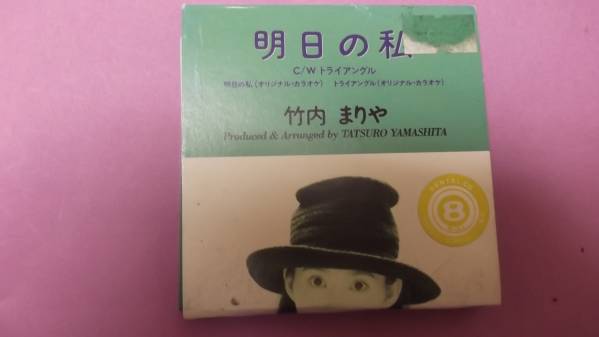 明日の私
C/W トライアングル
明日の私(オリジナル・カラオケ) トライアングル(オリジナル・カラオケ)
竹内 まりや
Produced & Arranged by TATSURO YAMASHITA
RENTAL CD
8